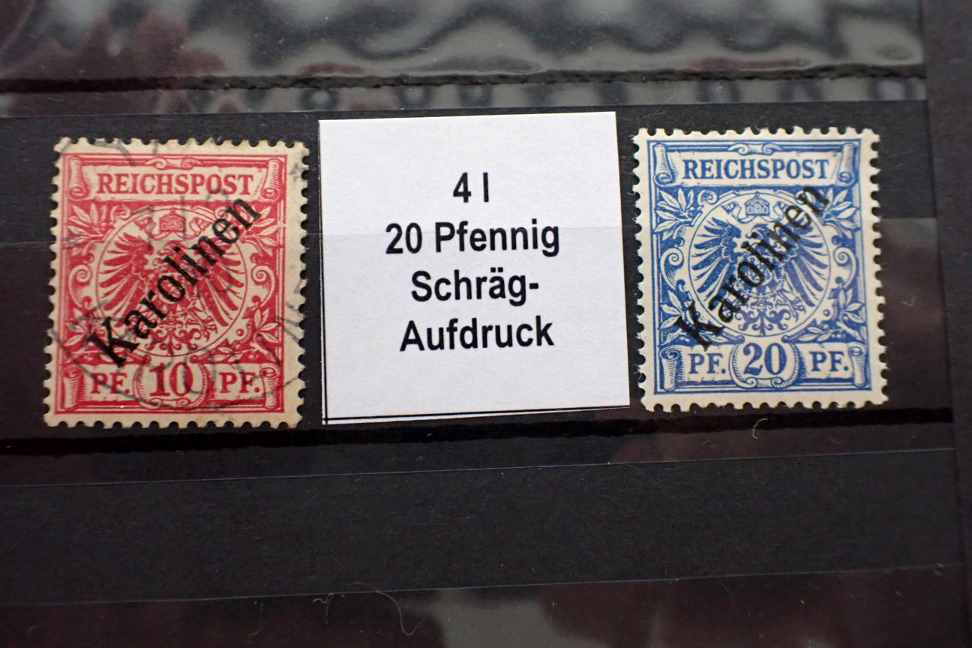 REICHSPOST
Karolinen
PF. 10 PF.
4 I
20 Pfennig
Schräg-
Aufdruck
REICHSPOST
Karolinen
PF. 20 PF.